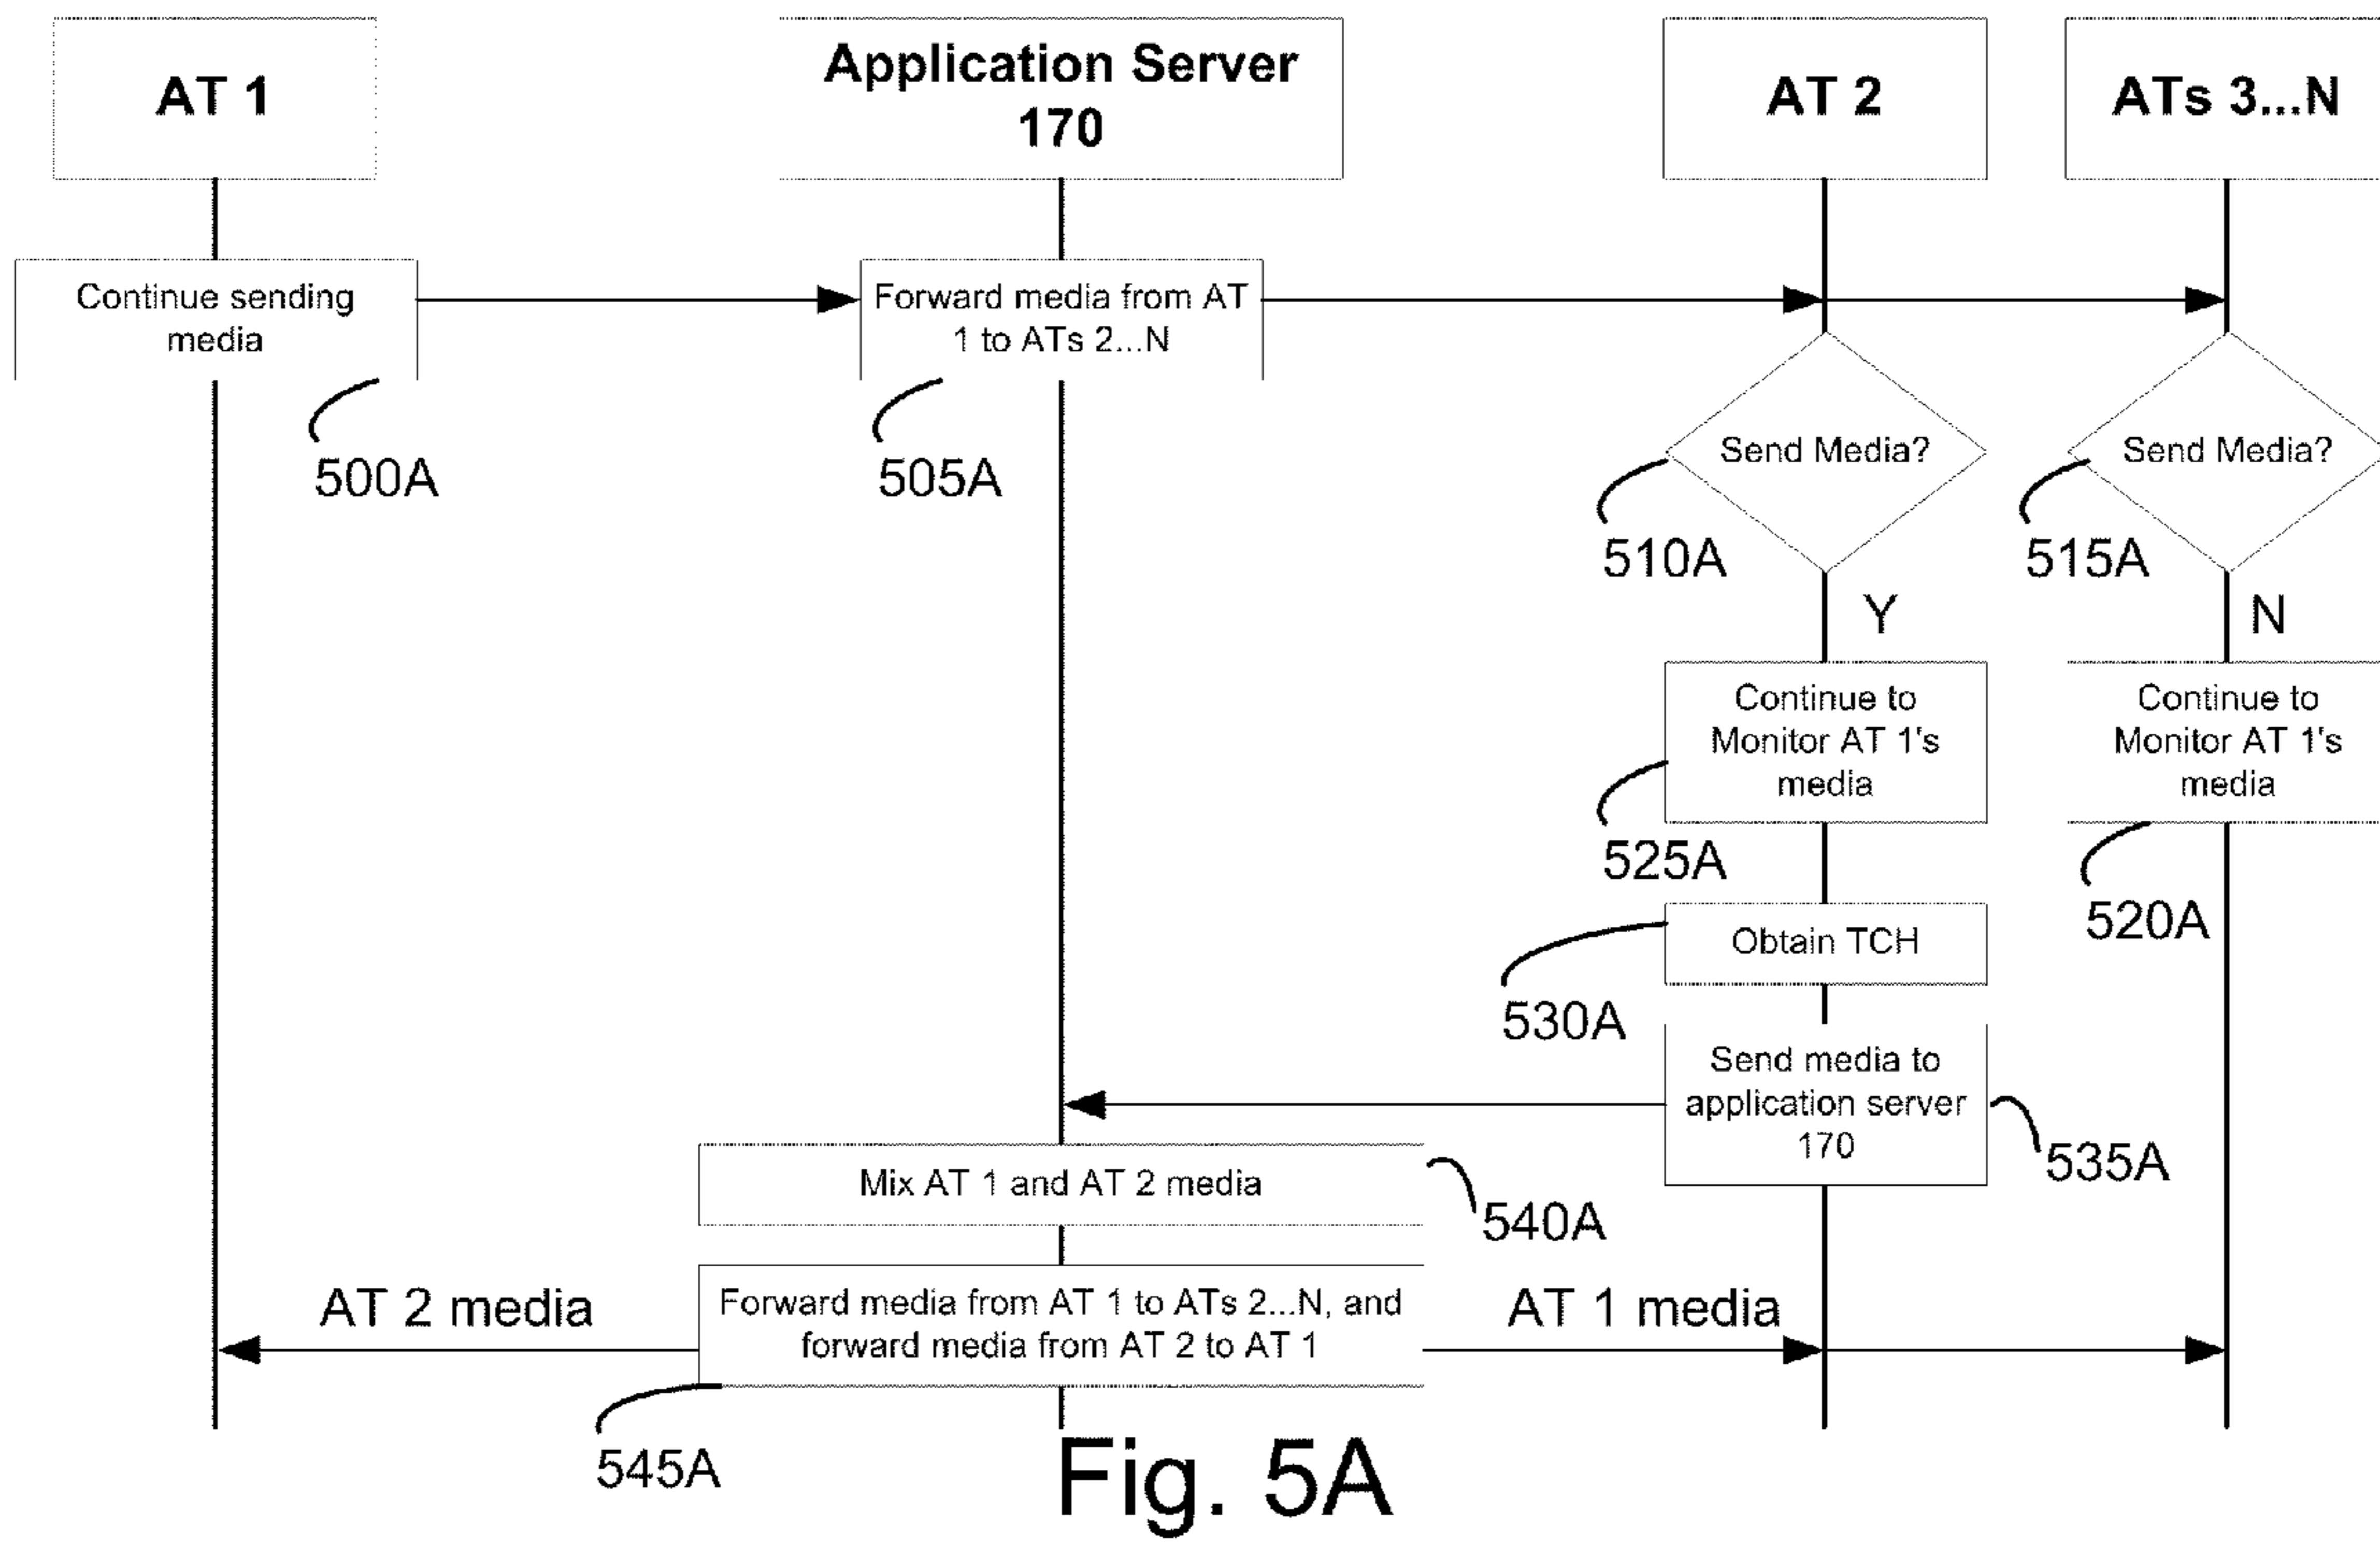 AT 1
Application Server
170
AT 2
ATs 3...N
Continue sending
media
Forward media from AT
1 to ATs 2...N
500A
505A
Send Media?
Send Media?
510A
515A
Y
N
Continue to
Monitor AT 1's
media
Continue to
Monitor AT 1's
media
525A
520A
Obtain TCH
530A
Send media to
application server
170
535A
Mix AT 1 and AT 2 media
540A
AT 2 media
Forward media from AT 1 to ATs 2...N, and
forward media from AT 2 to AT 1
AT 1 media
545A
Fig. 5A